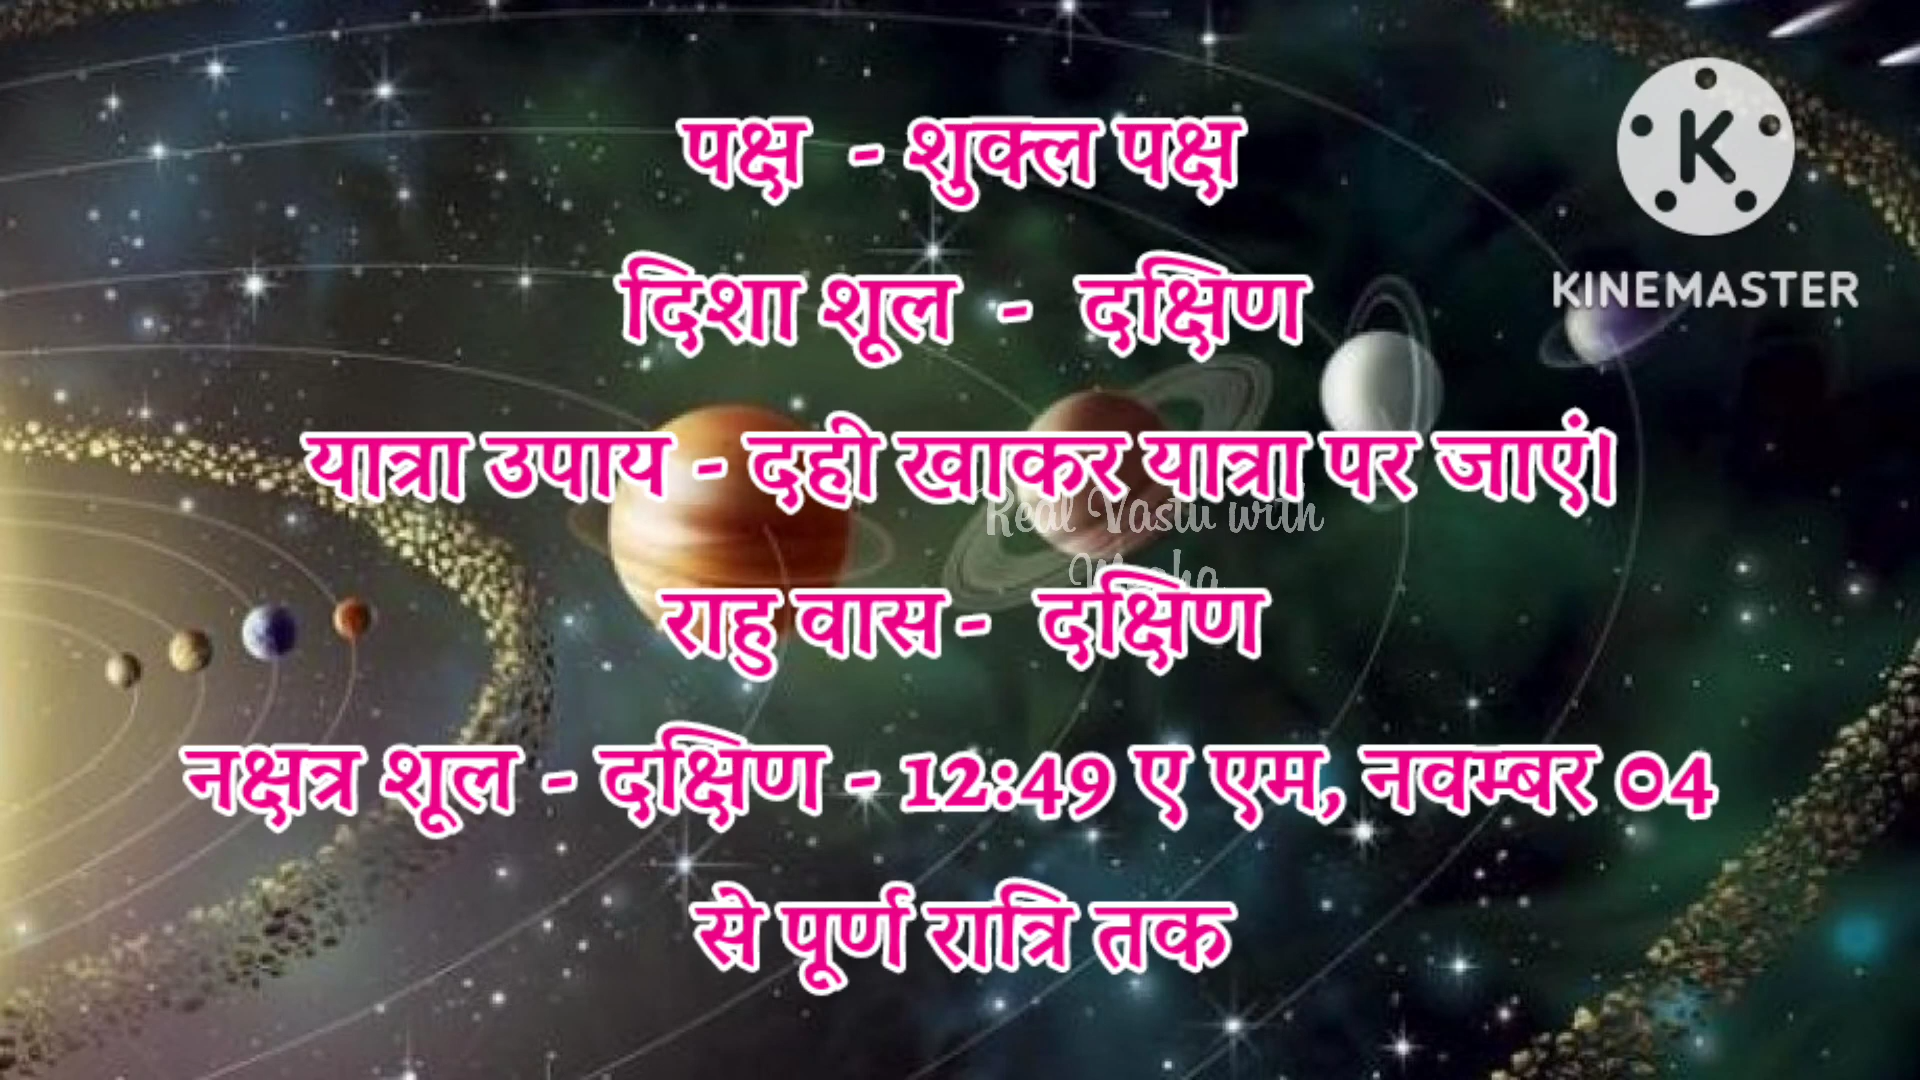 पक्ष - शुक्ल पक्ष
K
KINEMASTER
दिशा शूल - दक्षिण
यात्रा उपाय - दही खाकर यात्रा पर जाएं।
Real Vastu with
राहु वास - दक्षिण
नक्षत्र शूल - दक्षिण - 12:49 ए एम, नवम्बर 04
से पूर्ण रात्रि तक